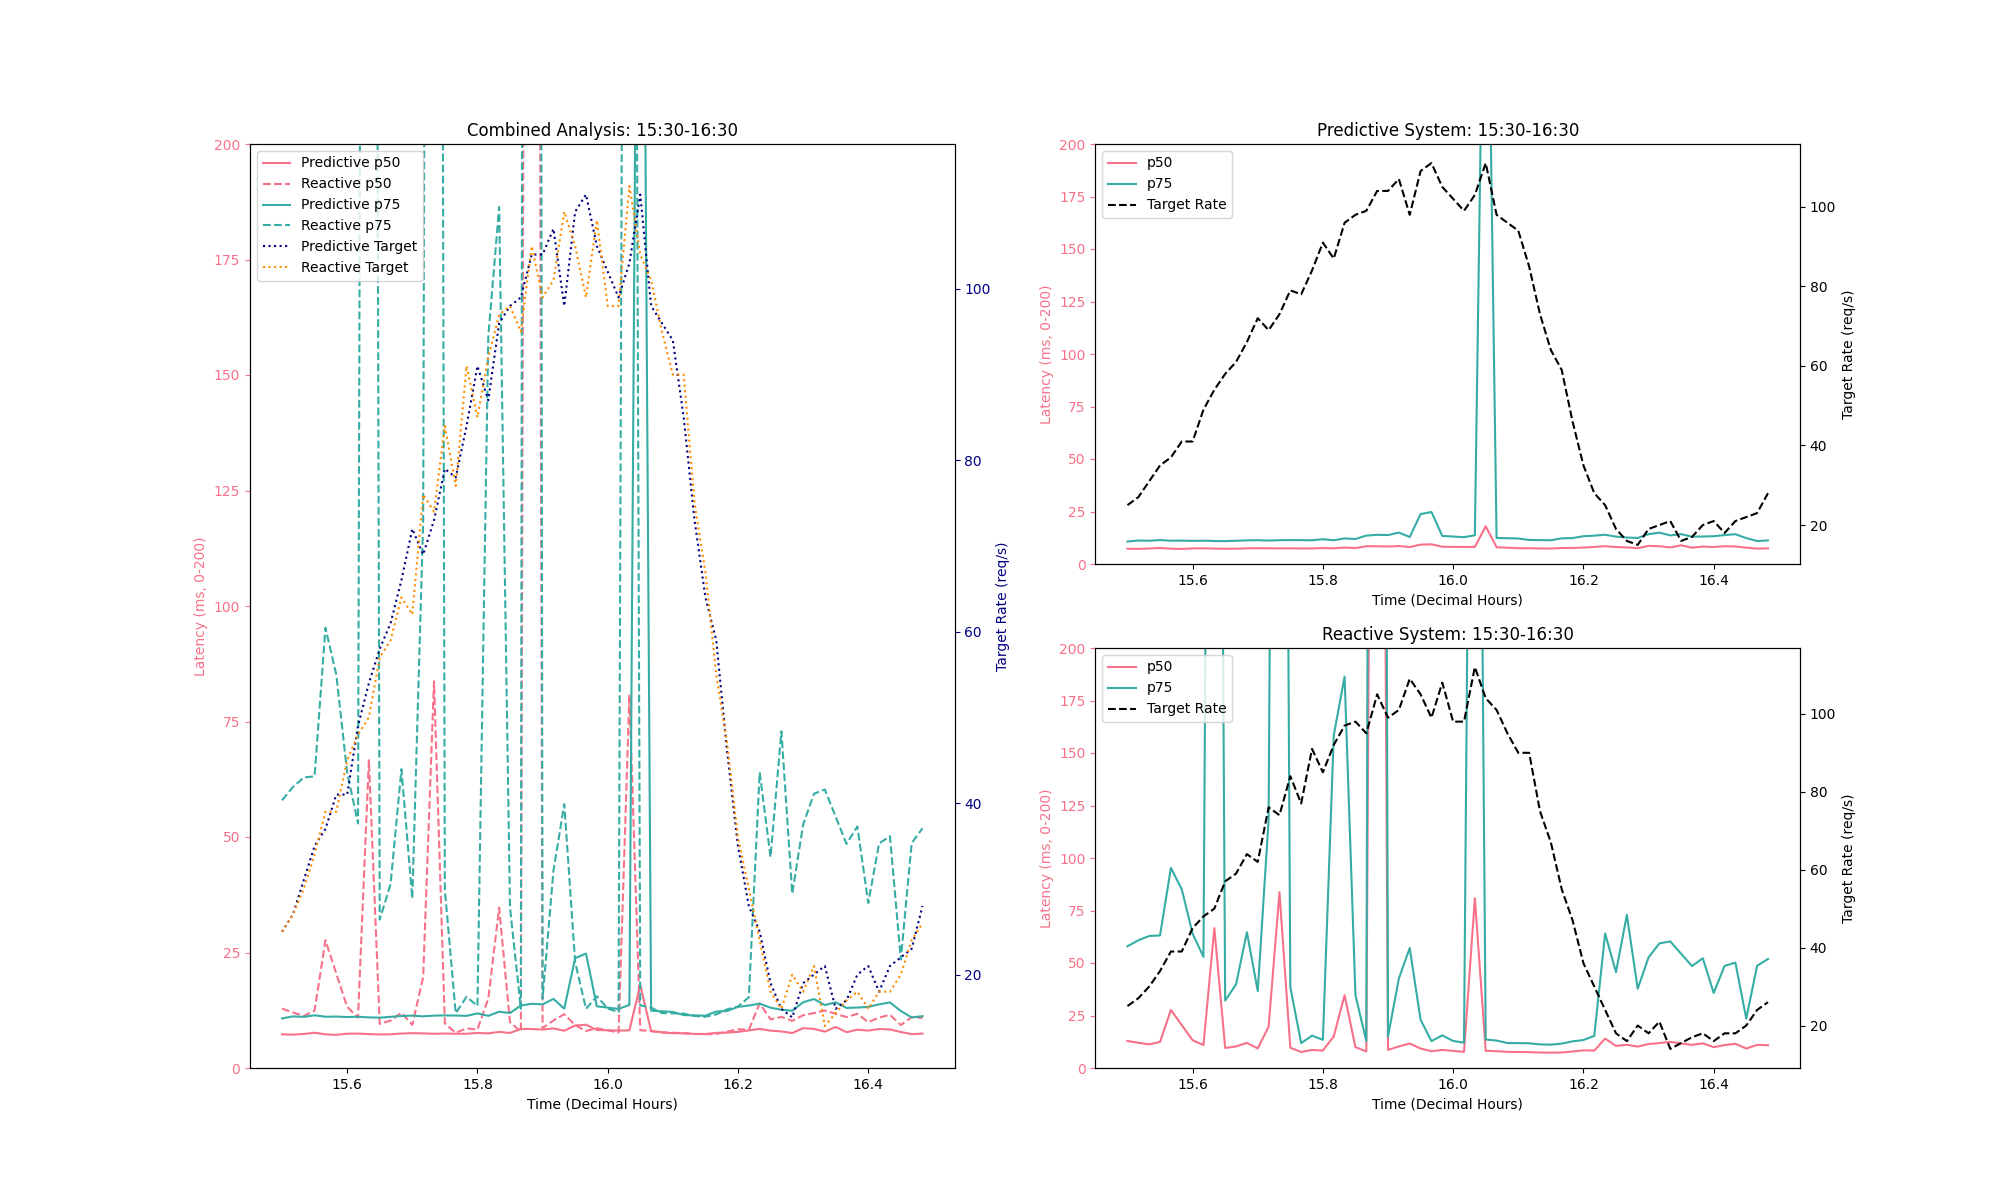 Combined Analysis: 15:30-16:30
Predictive p50
Reactive p50
Predictive p75
Reactive p75
Predictive Target
Reactive Target
200
175
150
125
100
75
50
25
0
Latency (ms, 0-200)
100
80
60
40
20
Target Rate (req/s)
15.6 15.8 16.0 16.2 16.4
Time (Decimal Hours)
Predictive System: 15:30-16:30
p50
p75
Target Rate
200
175
150
125
100
75
50
25
0
Latency (ms, 0-200)
100
80
60
40
20
Target Rate (req/s)
15.6 15.8 16.0 16.2 16.4
Time (Decimal Hours)
Reactive System: 15:30-16:30
p50
p75
Target Rate
200
175
150
125
100
75
50
25
0
Latency (ms, 0-200)
100
80
60
40
20
Target Rate (req/s)
15.6 15.8 16.0 16.2 16.4
Time (Decimal Hours)